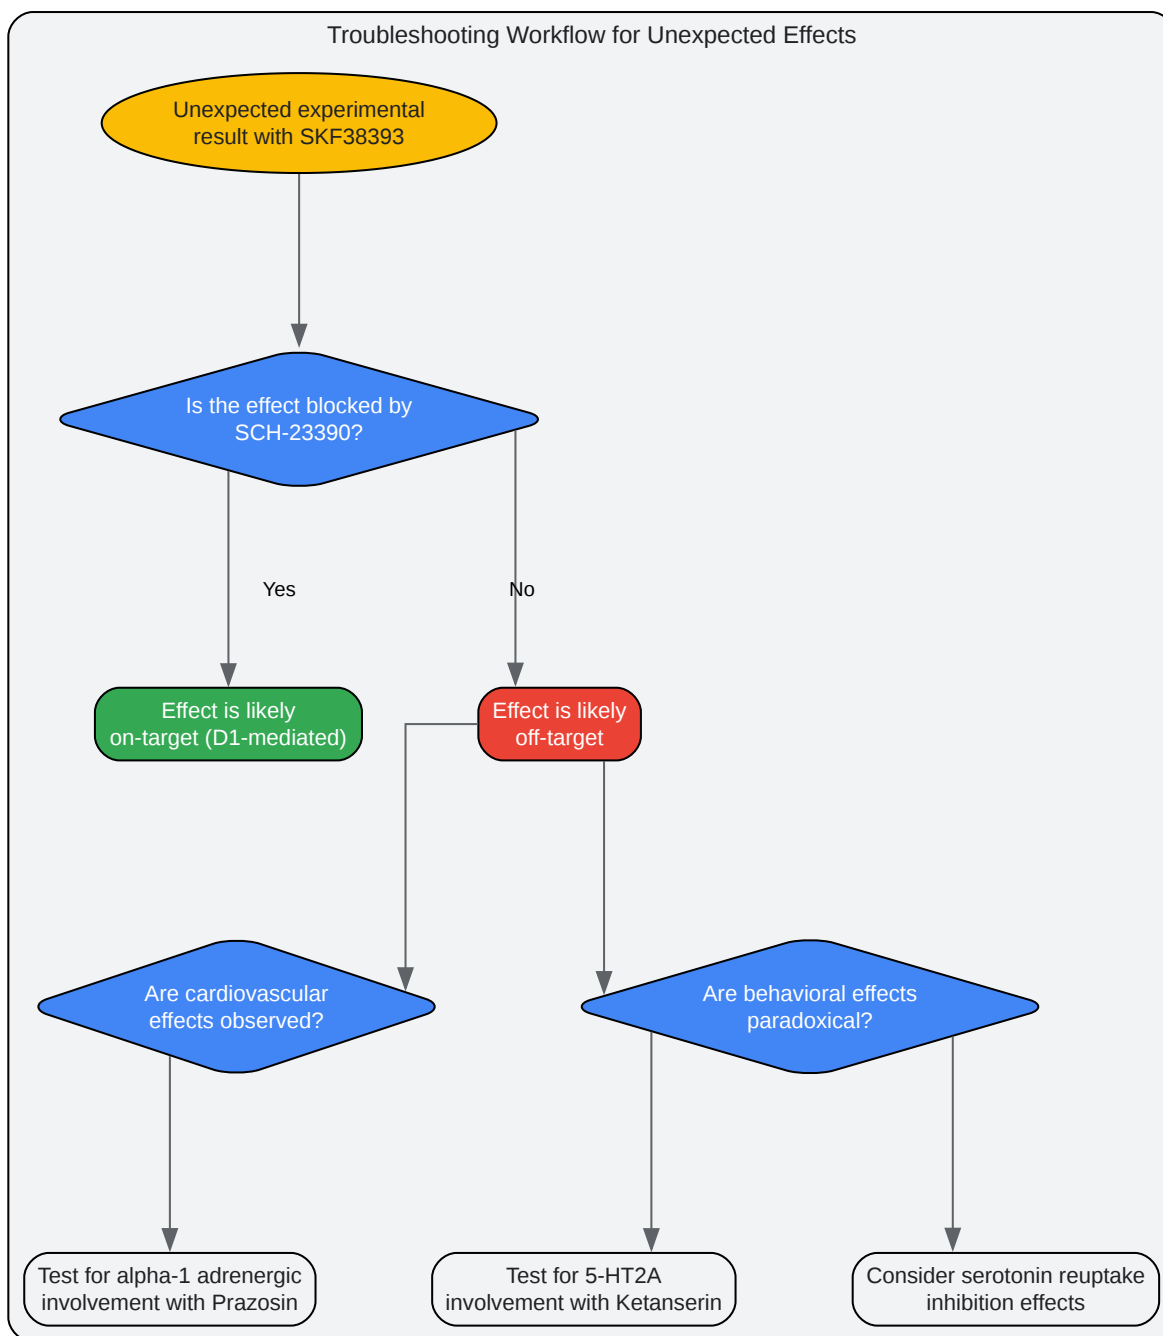 Troubleshooting Workflow for Unexpected Effects
Unexpected experimental
result with SKF38393
Is the effect blocked by
SCH-23390?
Yes
No
Effect is likely
on-target (D1-mediated)
Effect is likely
off-target
Are cardiovascular
effects observed?
Are behavioral effects
paradoxical?
Test for alpha-1 adrenergic
involvement with Prazosin
Test for 5-HT2A
involvement with Ketanserin
Consider serotonin reuptake
inhibition effects